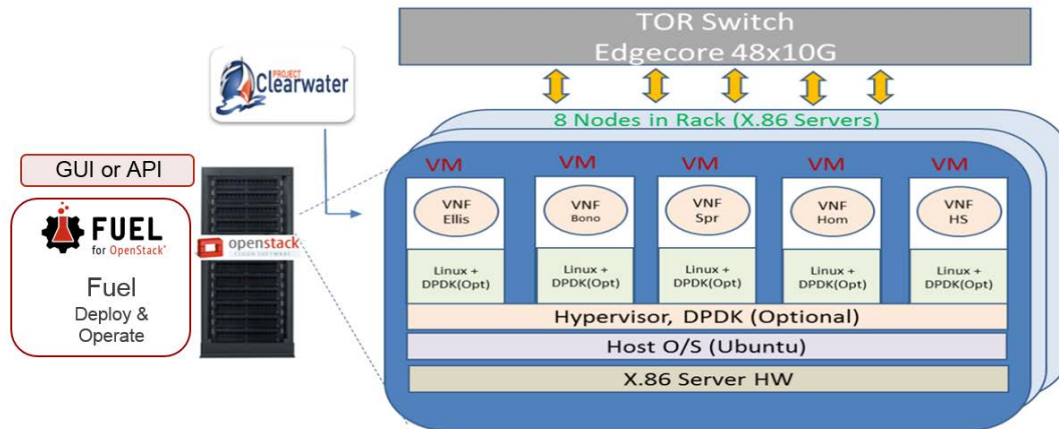 TOR Switch
Edgecore 48x10G
PROJECT
Clearwater
8 Nodes in Rack (X.86 Servers)
GUI or API
FUEL
for OpenStack
Fuel
Deploy &
Operate
openstack
CLOUD SOFTWARE
VM
VM
VM
VM
VM
VNF
Ellis
VNF
Bono
VNF
Spr
VNF
Hom
VNF
HS
Linux +
DPDK(Opt)
Linux +
DPDK(Opt)
Linux +
DPDK(Opt)
Linux +
DPDK(Opt)
Linux +
DPDK(Opt)
Hypervisor, DPDK (Optional)
Host O/S (Ubuntu)
X.86 Server HW